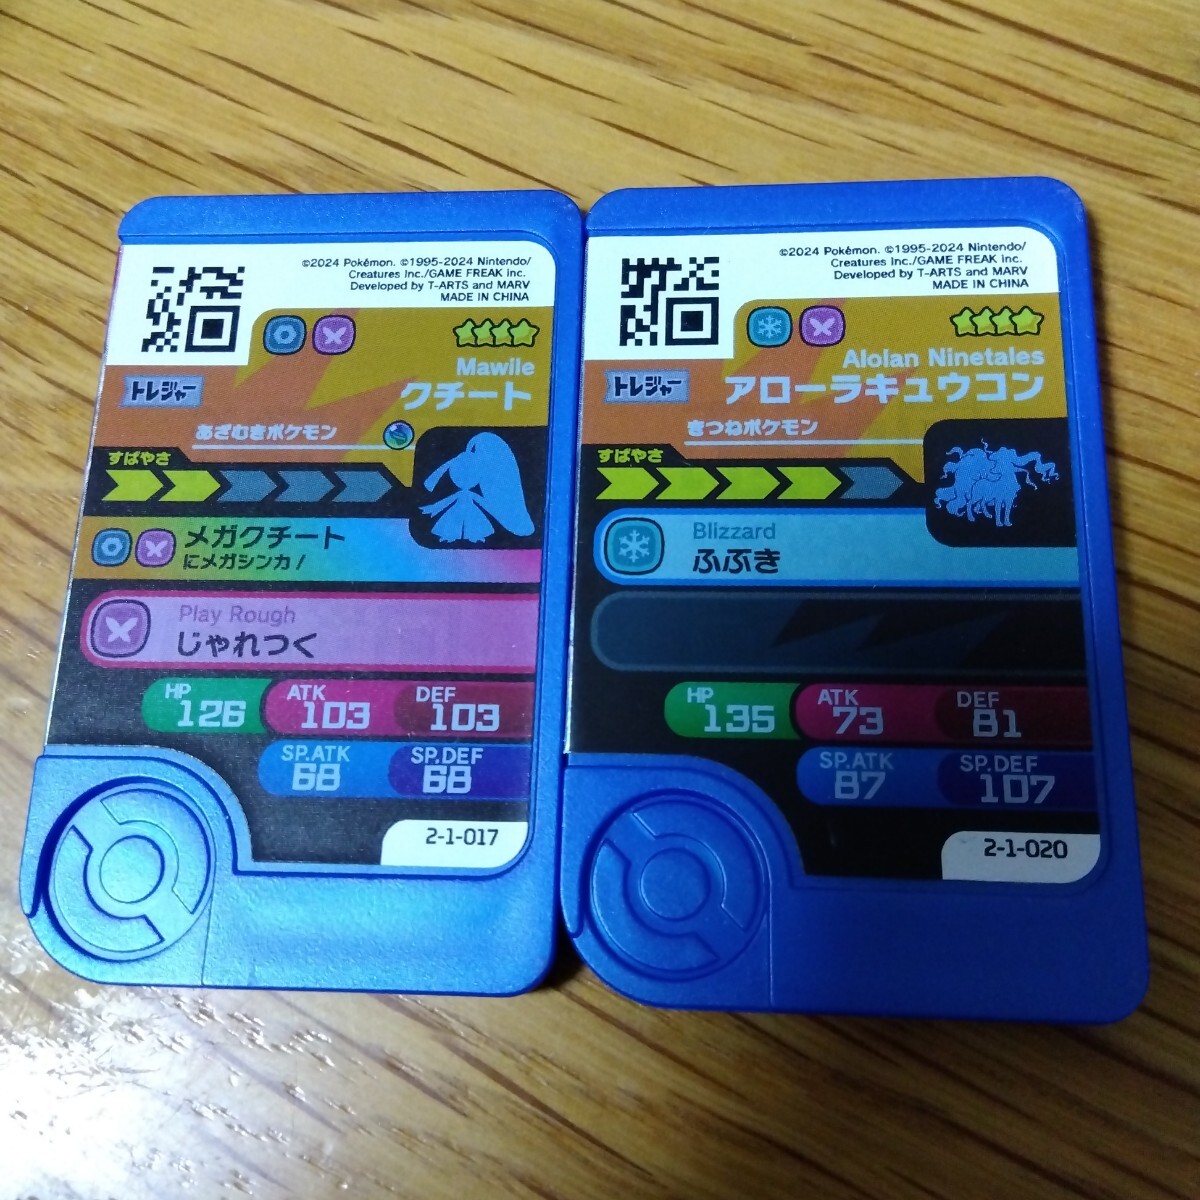 ©2024 Pokémon. ©1995-2024 Nintendo/
Creatures Inc./GAME FREAK inc.
Developed by T-ARTS and MARV
MADE IN CHINA
Mawile
トレジャー
クチート
あざむきポケモン
すばやさ
メガクチート
にメガシンカ!
Play Rough
じゃれつく
HP
126
ATK
103
DEF
103
SP.ATK
68
SP.DEF
68
2-1-017
©2024 Pokémon. ©1995-2024 Nintendo/
Creatures Inc./GAME FREAK inc.
Developed by T-ARTS and MARV
MADE IN CHINA
Alolan Ninetales
トレジャー
アローラキュウコン
きつねポケモン
すばやさ
Blizzard
ふぶき
HP
135
ATK
73
DEF
81
SP.ATK
87
SP.DEF
107
2-1-020